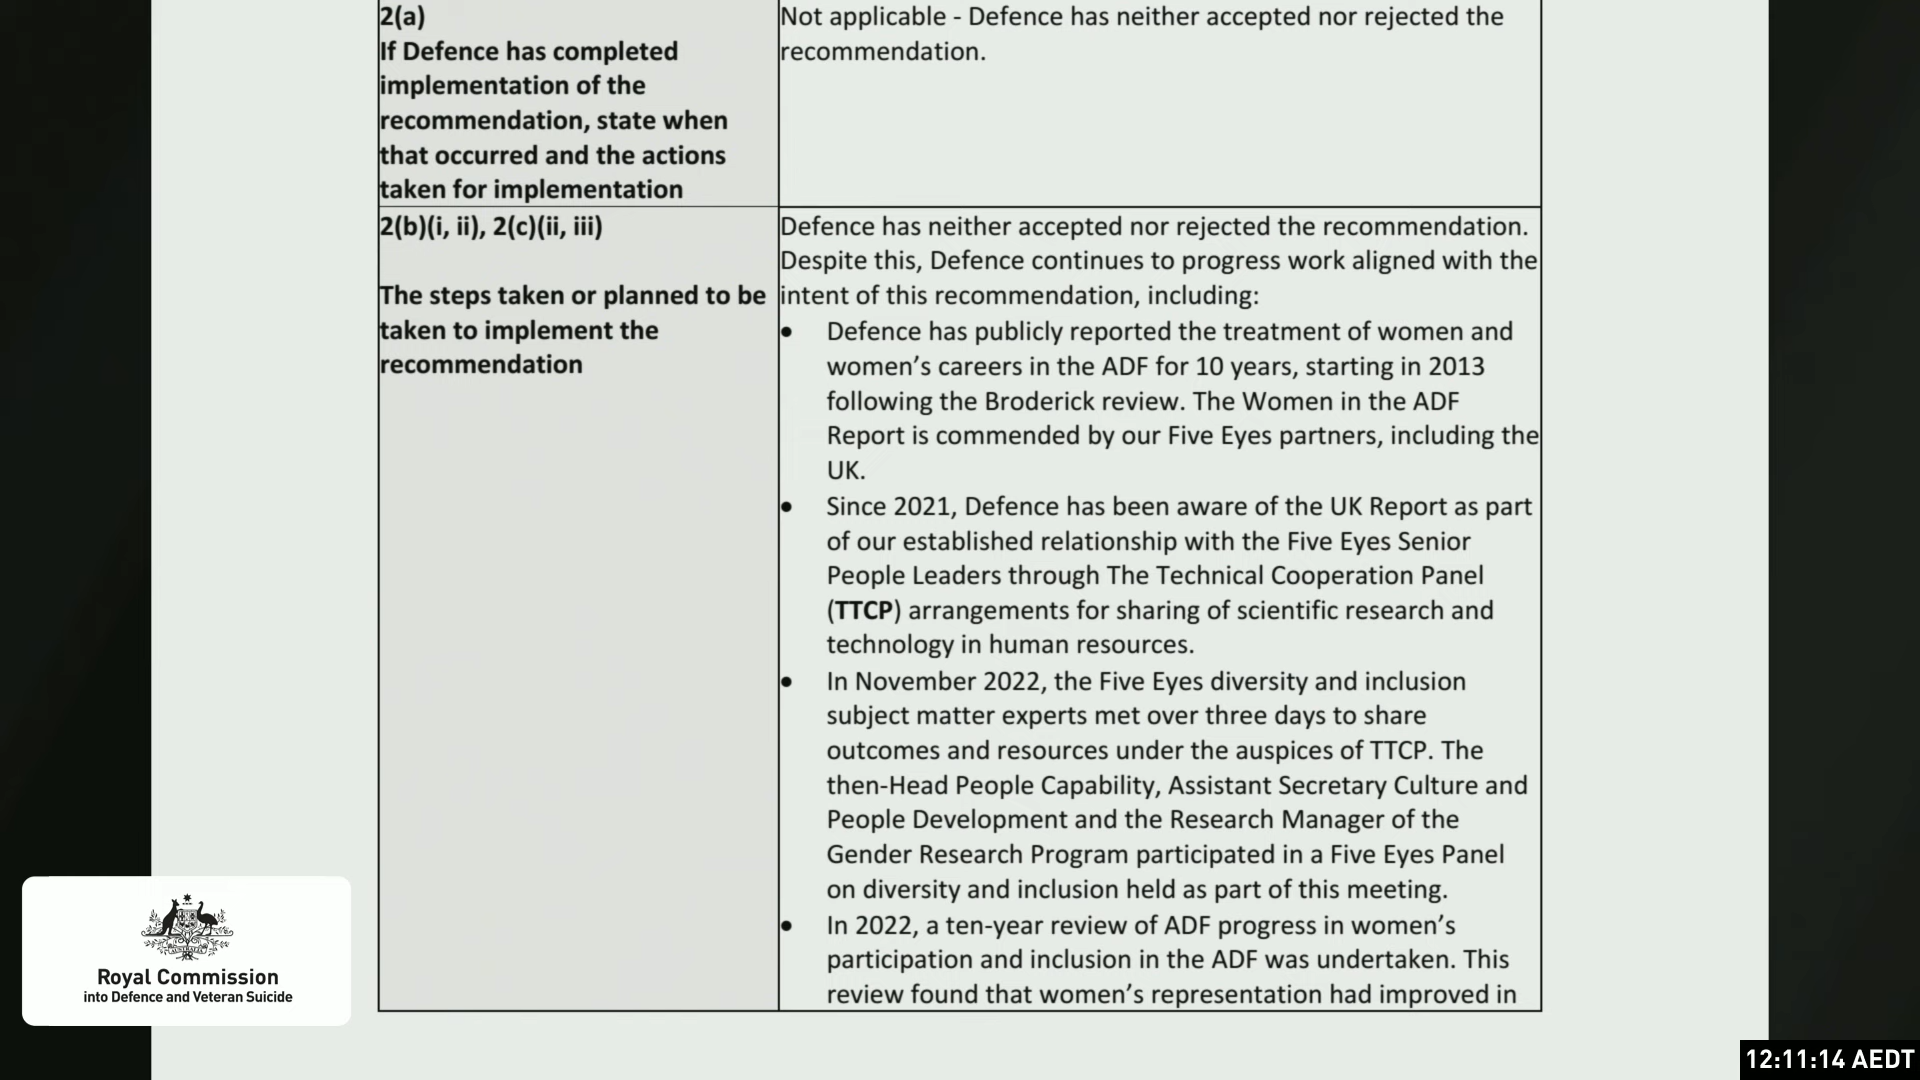 2(a)
If Defence has completed
implementation of the
recommendation, state when
that occurred and the actions
taken for implementation
Not applicable - Defence has neither accepted nor rejected the
recommendation.
2(b)(i, ii), 2(c)(ii, iii)
The steps taken or planned to be
taken to implement the
recommendation
Defence has neither accepted nor rejected the recommendation.
Despite this, Defence continues to progress work aligned with the
intent of this recommendation, including:
• Defence has publicly reported the treatment of women and
women’s careers in the ADF for 10 years, starting in 2013
following the Broderick review. The Women in the ADF
Report is commended by our Five Eyes partners, including the
UK.
• Since 2021, Defence has been aware of the UK Report as part
of our established relationship with the Five Eyes Senior
People Leaders through The Technical Cooperation Panel
(TTCP) arrangements for sharing of scientific research and
technology in human resources.
• In November 2022, the Five Eyes diversity and inclusion
subject matter experts met over three days to share
outcomes and resources under the auspices of TTCP. The
then-Head People Capability, Assistant Secretary Culture and
People Development and the Research Manager of the
Gender Research Program participated in a Five Eyes Panel
on diversity and inclusion held as part of this meeting.
• In 2022, a ten-year review of ADF progress in women’s
participation and inclusion in the ADF was undertaken. This
review found that women’s representation had improved in
AUSTRALIA
Royal Commission
into Defence and Veteran Suicide
12:11:14 AEDT